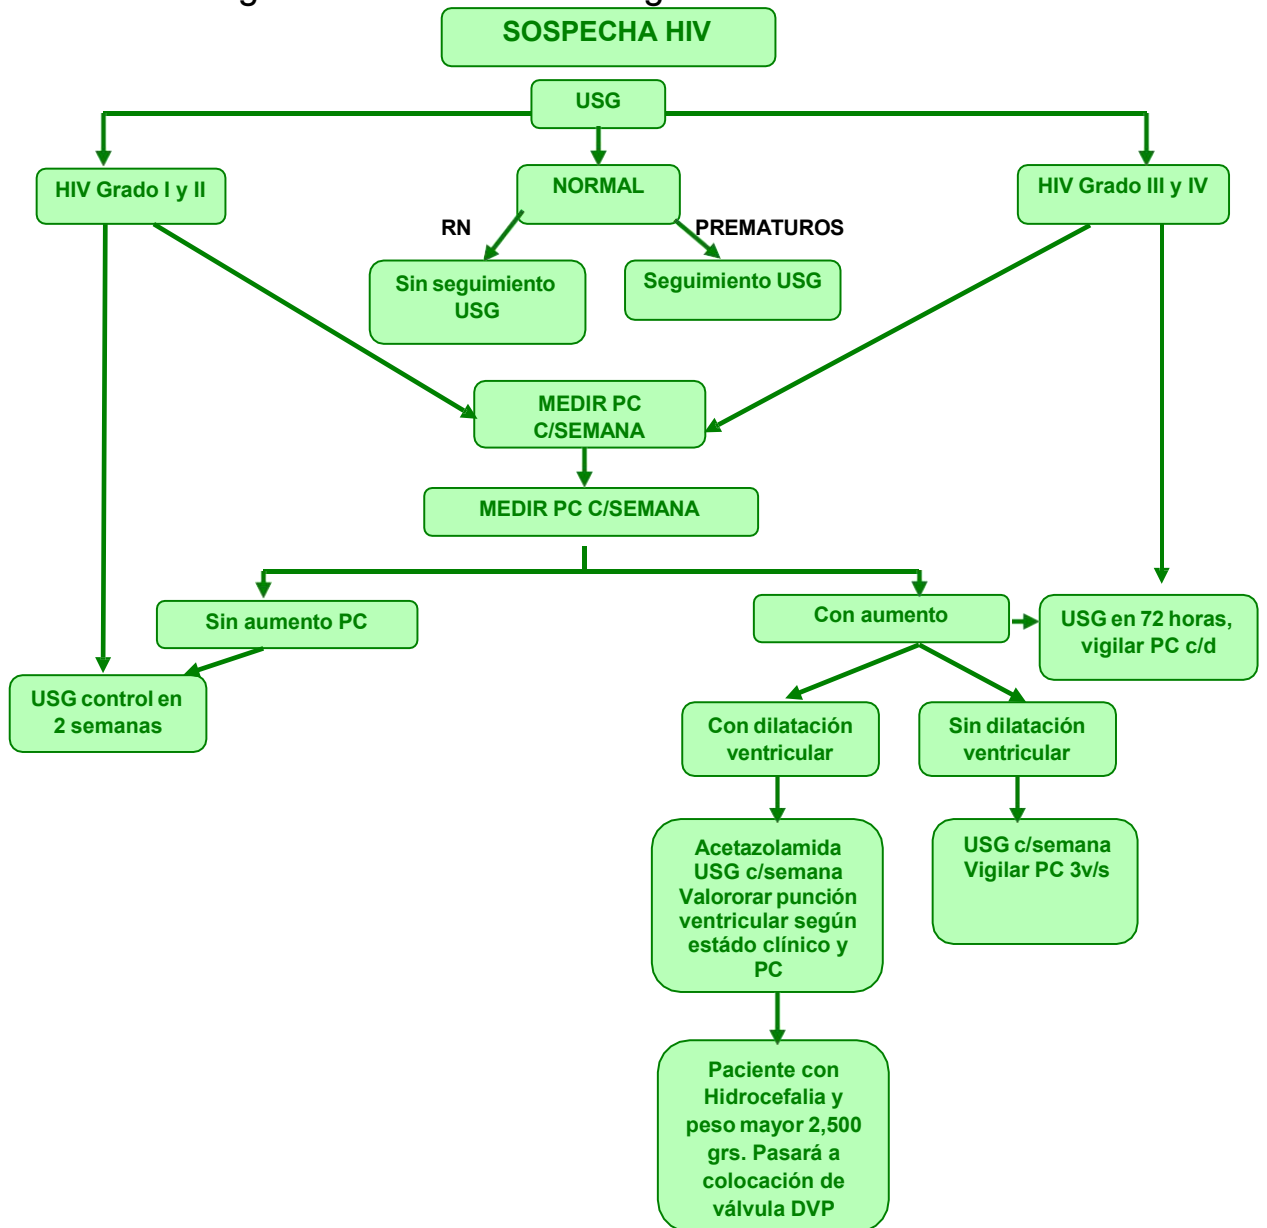 SOSPECHA HIV
USG
HIV Grado I y II
NORMAL
HIV Grado III y IV
RN
PREMATUROS
Sin seguimiento
USG
Seguimiento USG
MEDIR PC
C/SEMANA
MEDIR PC C/SEMANA
Sin aumento PC
Con aumento
USG en 72 horas,
vigilar PC c/d
USG control en
2 semanas
Con dilatación
ventricular
Sin dilatación
ventricular
Acetazolamida
USG c/semana
Valororar punción
ventricular según
estádo clínico y
PC
USG c/semana
Vigilar PC 3v/s
Paciente con
Hidrocefalia y
peso mayor 2,500
grs. Pasará a
colocación de
válvula DVP